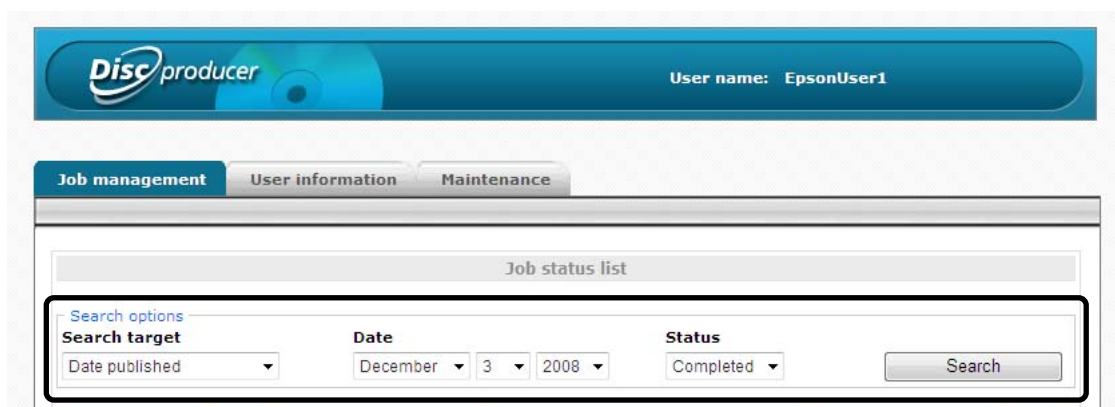 Disc producer User name: EpsonUser1
Job management User information Maintenance
Job status list
Search options
Search target Date Status
Date published December 3 2008 Completed Search